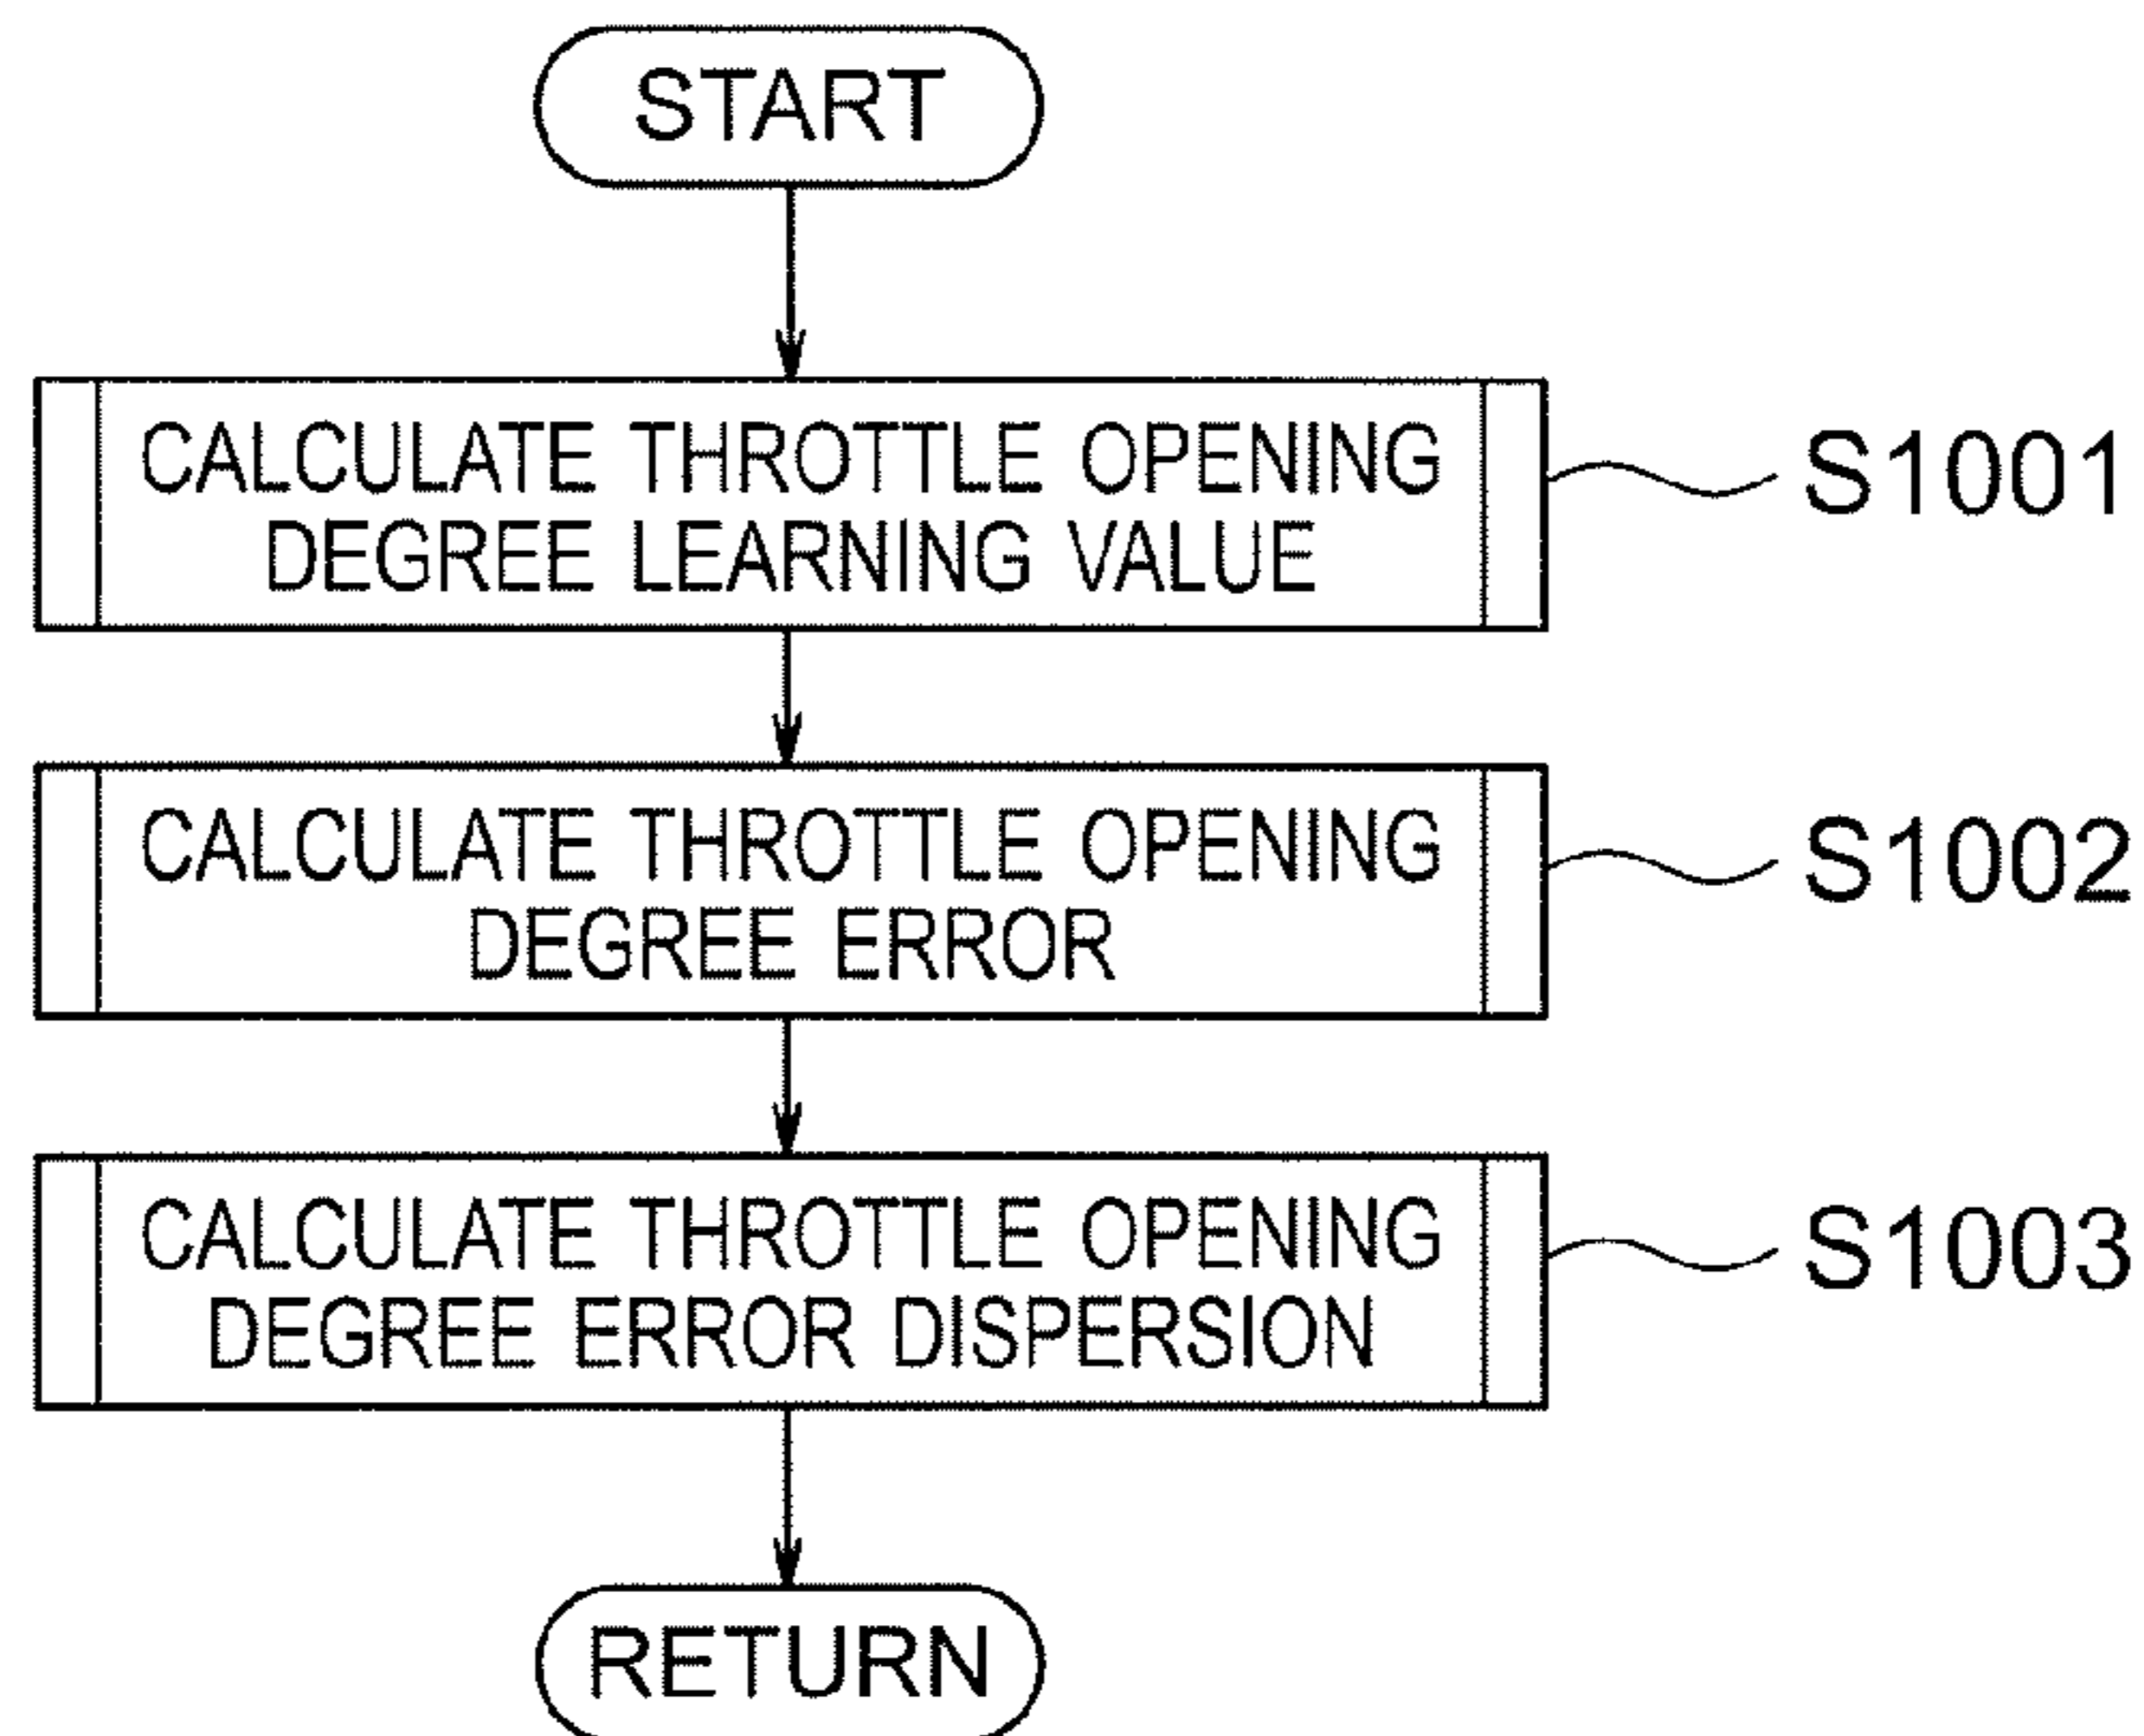 START
CALCULATE THROTTLE OPENING
DEGREE LEARNING VALUE
S1001
CALCULATE THROTTLE OPENING
DEGREE ERROR
S1002
CALCULATE THROTTLE OPENING
DEGREE ERROR DISPERSION
S1003
RETURN